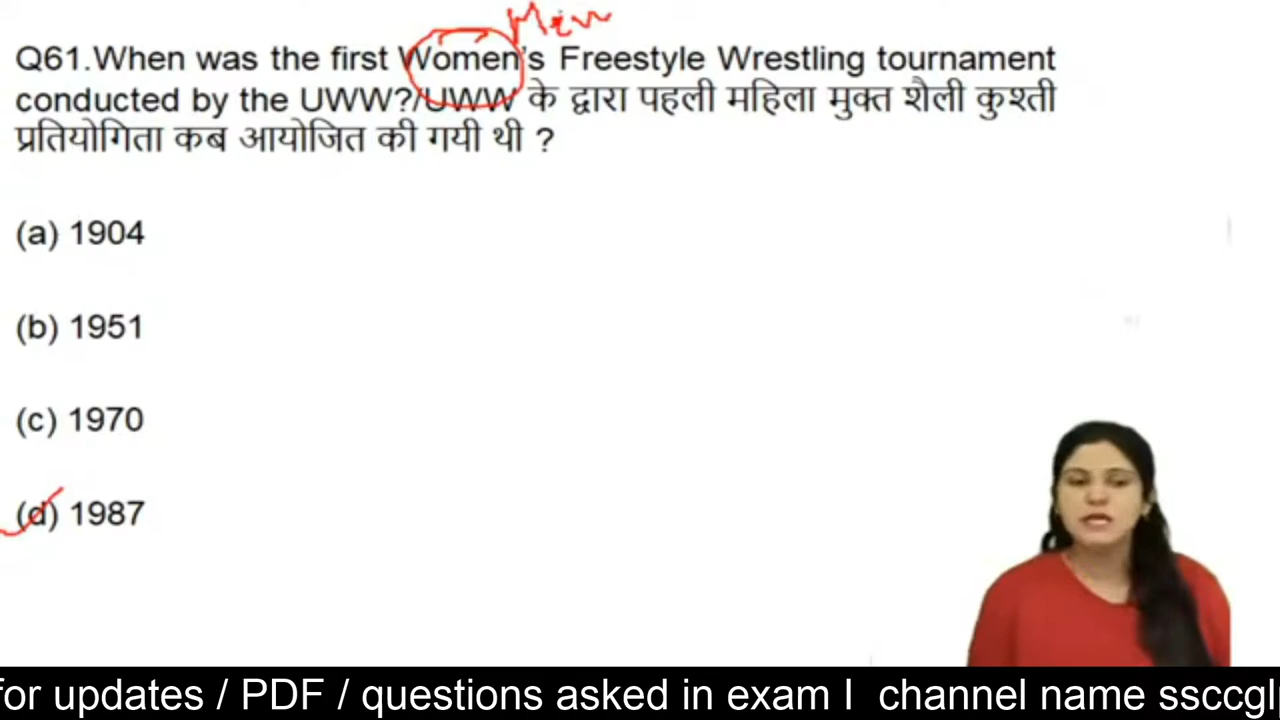 Men
Q61.When was the first Women's Freestyle Wrestling tournament
conducted by the UWW?/UWW के द्वारा पहली महिला मुक्त शैली कुश्ती
प्रतियोगिता कब आयोजित की गयी थी ?
(a) 1904
(b) 1951
(c) 1970
(d) 1987
for updates / PDF / questions asked in exam I channel name ssccgl